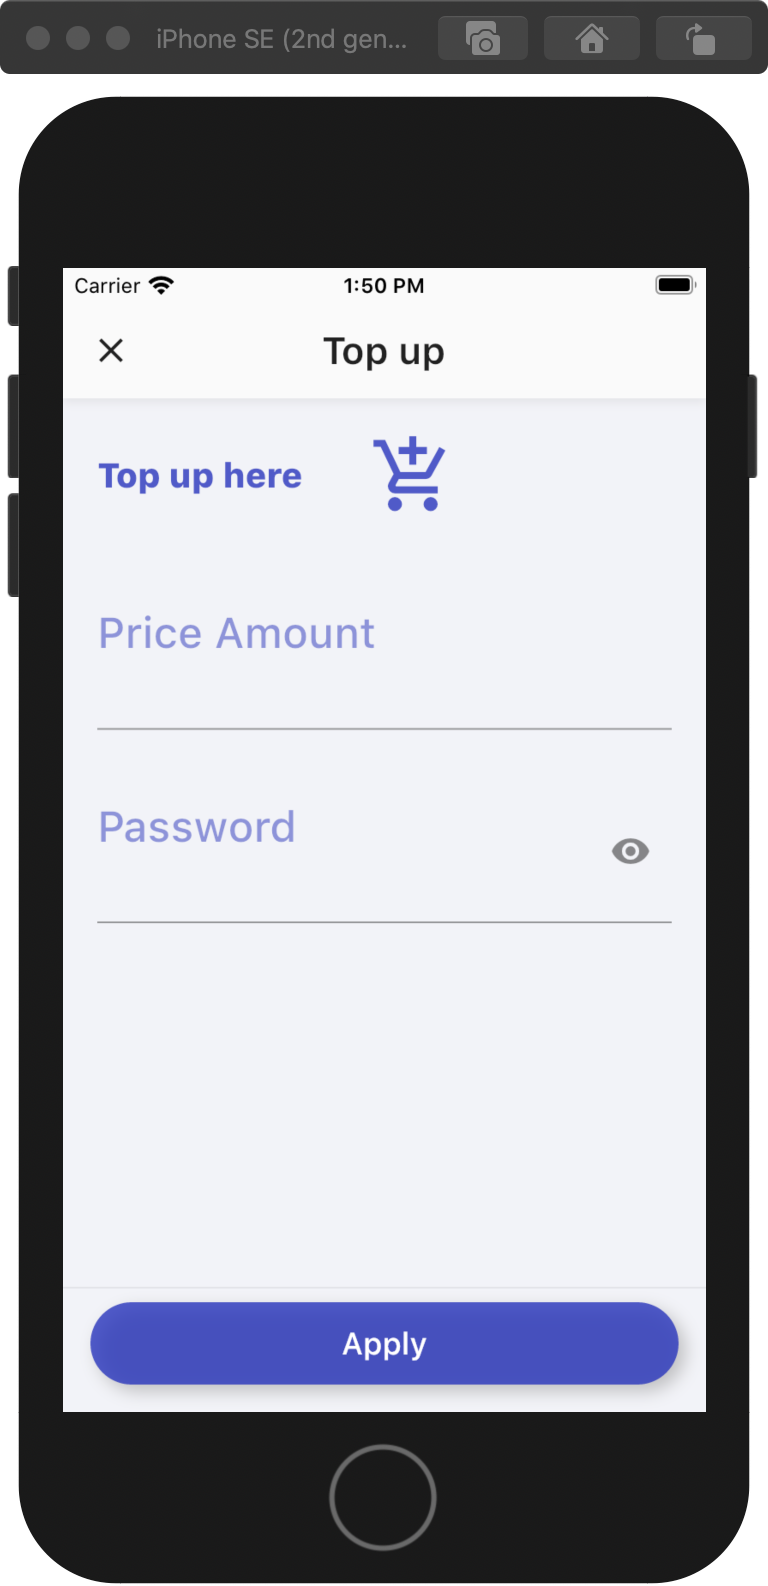 iPhone SE (2nd gen...
Carrier 1:50 PM
Top up
Top up here
Price Amount
Password
Apply